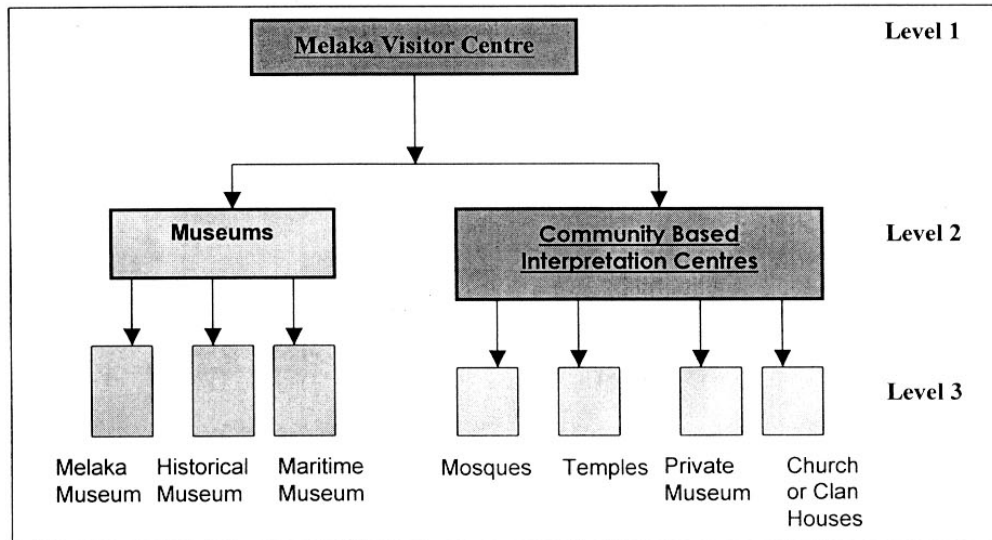 Melaka Visitor Centre
Level 1
Museums
Community Based
Interpretation Centres
Level 2
Level 3
Melaka
Museum
Historical
Museum
Maritime
Museum
Mosques
Temples
Private
Museum
Church
or Clan
Houses